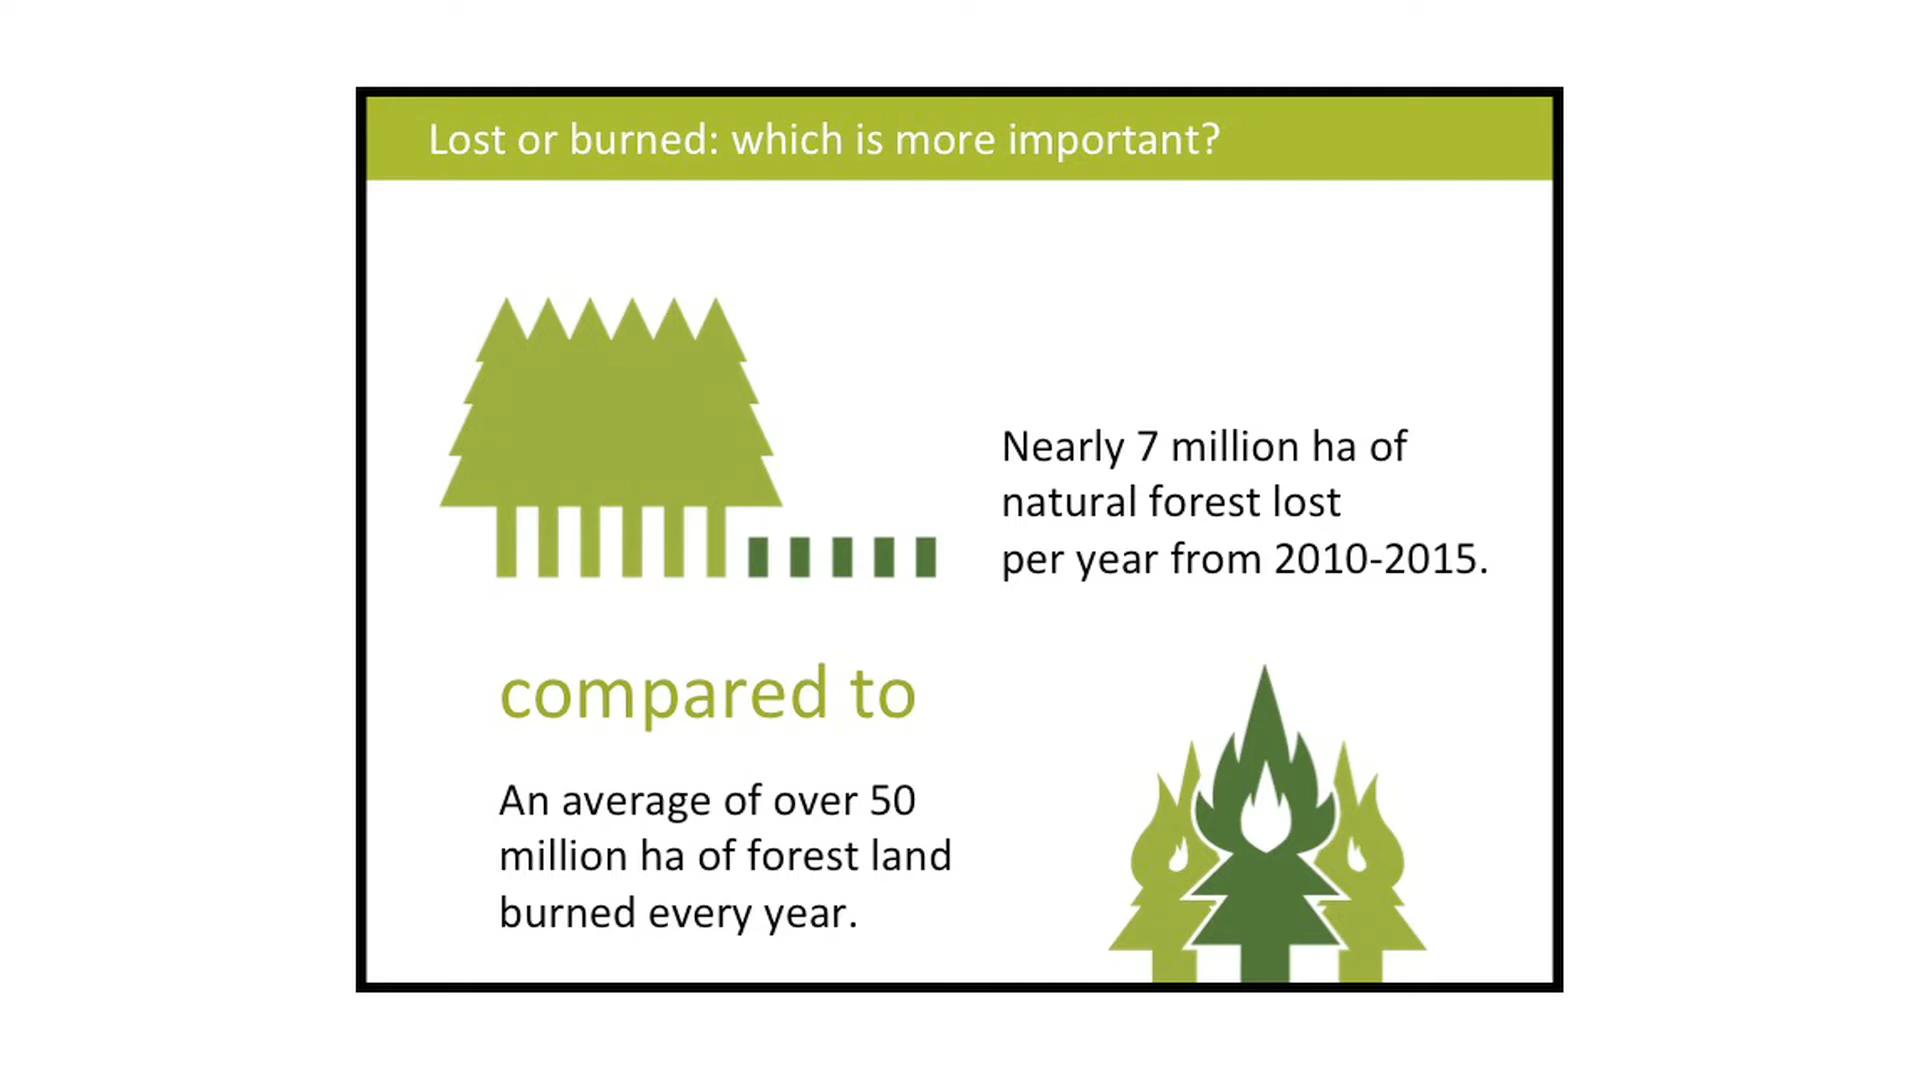 Lost or burned: which is more important?
Nearly 7 million ha of
natural forest lost
per year from 2010-2015.
compared to
An average of over 50
million ha of forest land
burned every year.